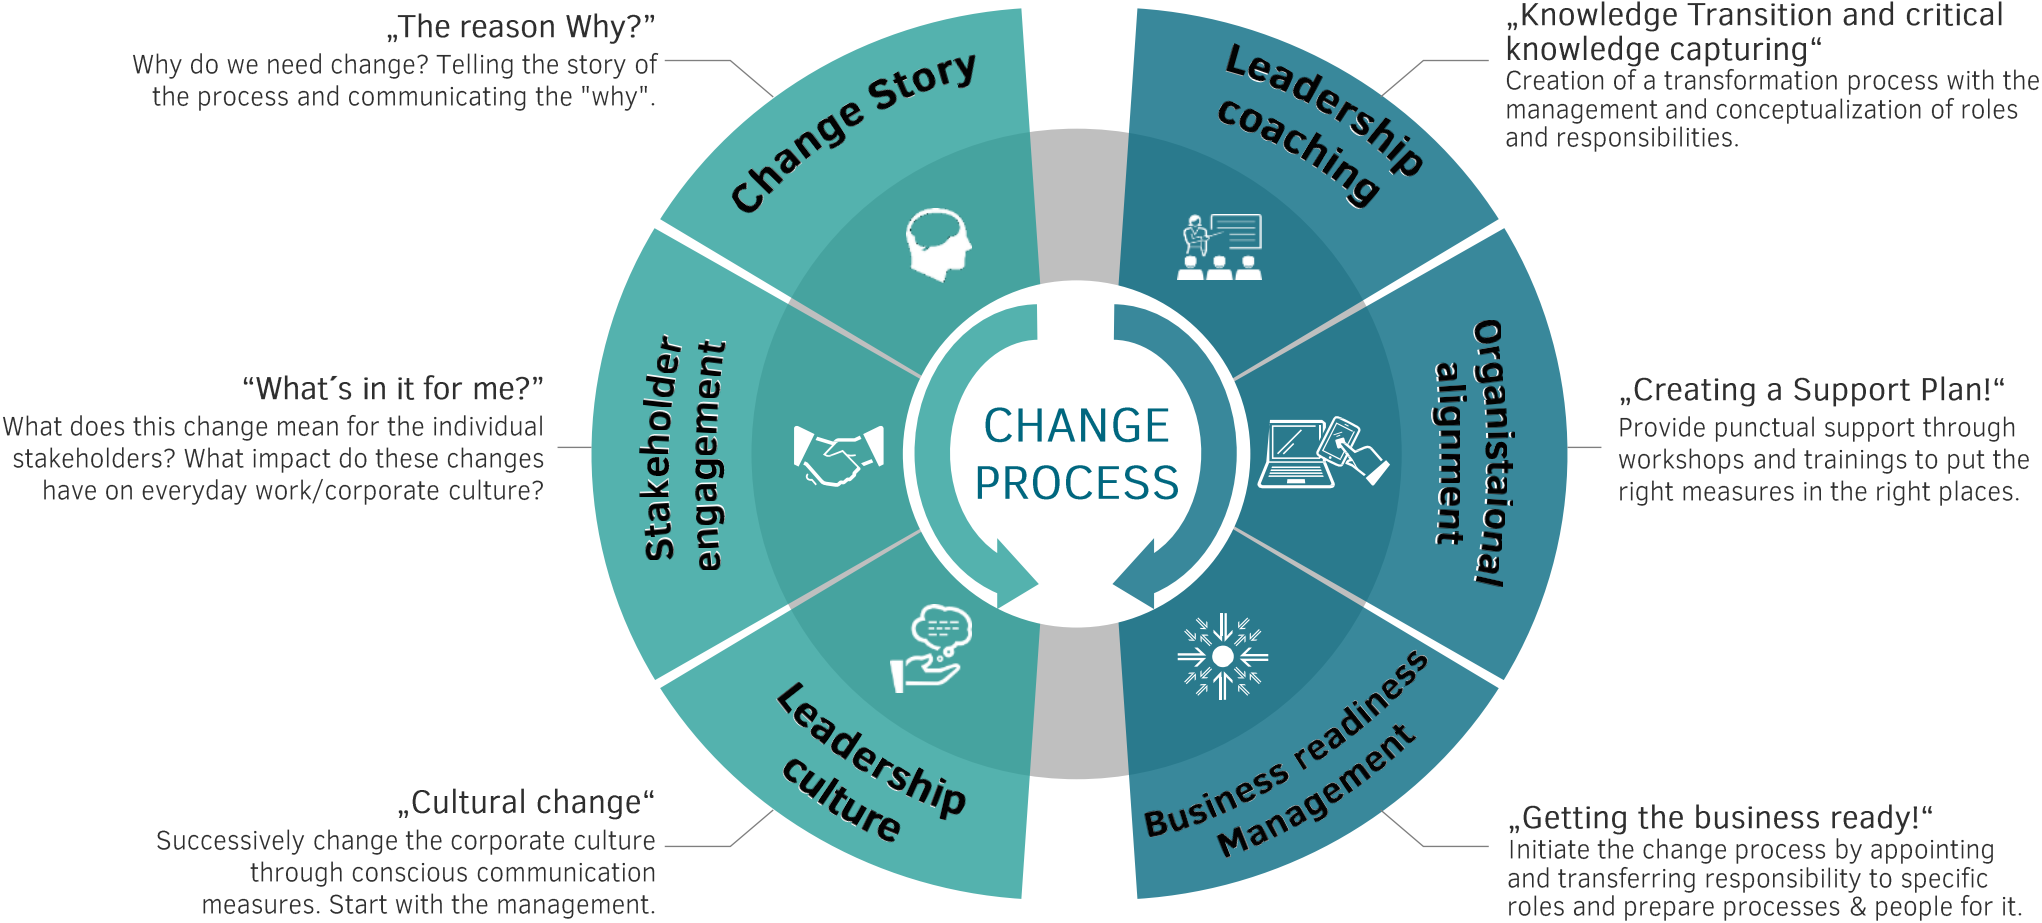 „The reason Why?”
Why do we need change? Telling the story of
the process and communicating the "why".
“What´s in it for me?”
What does this change mean for the individual
stakeholders? What impact do these changes
have on everyday work/corporate culture?
„Cultural change“
Successively change the corporate culture
through conscious communication
measures. Start with the management.
Change Story
Stakeholder
engagement
Leadership
culture
CHANGE
PROCESS
Leadership
coaching
Organistaional
alignment
Business readiness
Management
„Knowledge Transition and critical
knowledge capturing“
Creation of a transformation process with the
management and conceptualization of roles
and responsibilities.
„Creating a Support Plan!“
Provide punctual support through
workshops and trainings to put the
right measures in the right places.
„Getting the business ready!“
Initiate the change process by appointing
and transferring responsibility to specific
roles and prepare processes & people for it.